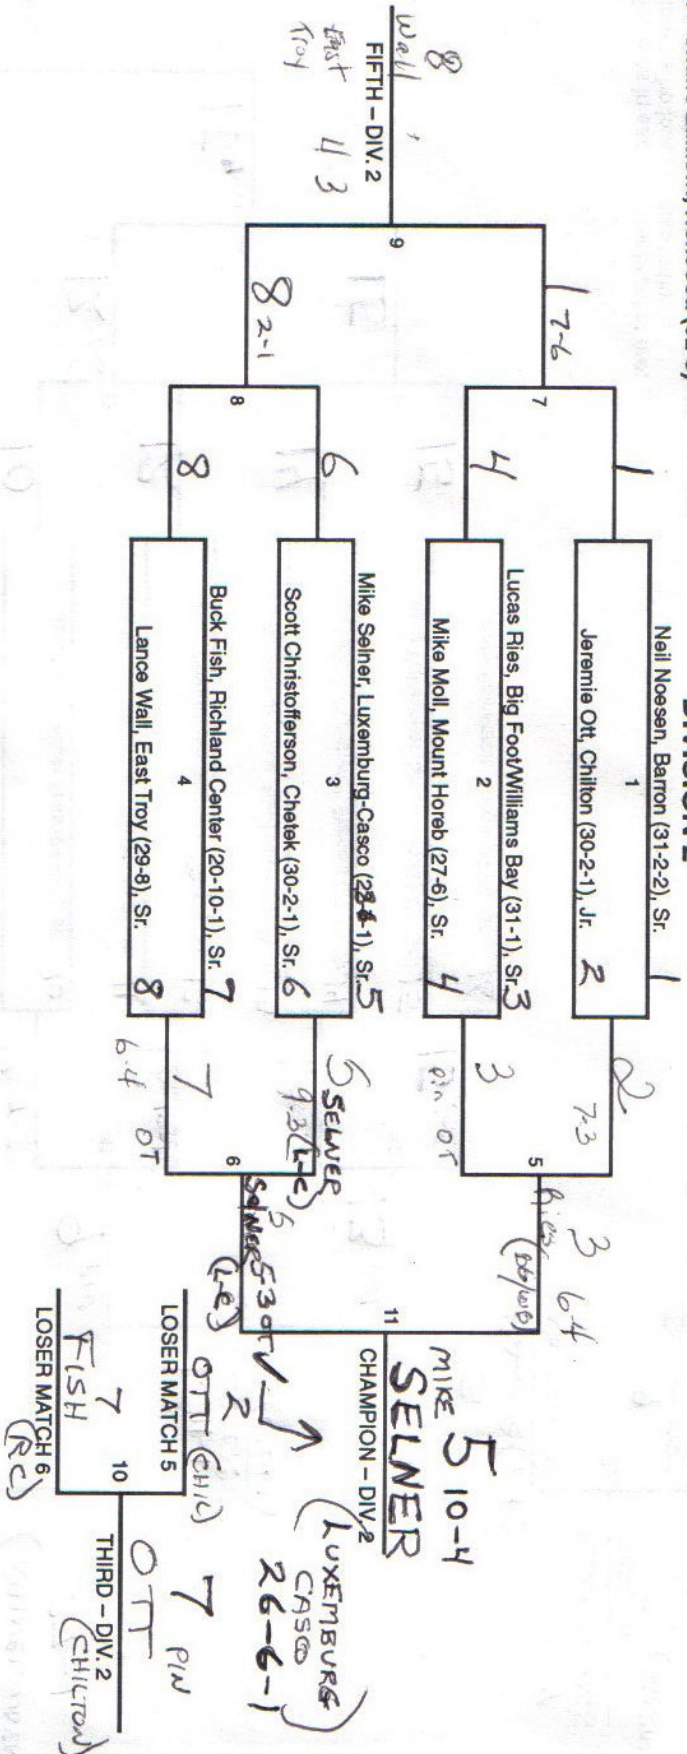 DIVISION 2
Neil Noesen, Barron (31-2-2), Sr. 1
1
Jeremie Ott, Chilton (30-2-1), Jr. 2
Lucas Ries, Big Foot/Williams Bay (31-1), Sr. 3
2
Mike Moll, Mount Horeb (27-6), Sr. 4
Mike Selner, Luxemburg-Casco (23-6-1), Sr. 5
3
Scott Christofferson, Chetek (30-2-1), Sr. 6
Buck Fish, Richland Center (20-10-1), Sr. 7
4
Lance Wall, East Troy (29-8), Sr. 8
1
4
7
6
8
8
1 7-6
8 2-1
9
8
Wall
FIFTH – DIV. 2
East
Troy
4 3
2
7-3
3
pin OT
5
5 SELNER
9-3 (L-C)
7
6-4 OT
6
3 6-4
Ries
(BF/WB)
5
SELNER 5-3 OT
(L-C)
11
MIKE 5 10-4
SELNER
CHAMPION – DIV. 2
(LUXEMBURG
CASCO
26-6-1)
2
OTT (CHIL)
LOSER MATCH 5
10
7
FISH
LOSER MATCH 6
(RC)
7 PIN
OTT
THIRD – DIV. 2
(CHILTON)